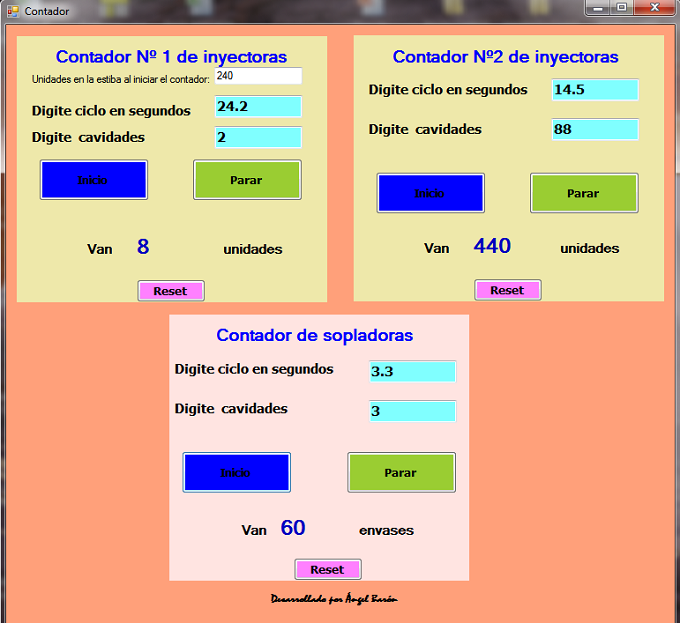 Contador
Contador Nº 1 de inyectoras
Unidades en la estiba al iniciar el contador: 240
Digite ciclo en segundos 24.2
Digite cavidades 2
Inicio Parar
Van 8 unidades
Reset
Contador Nº2 de inyectoras
Digite ciclo en segundos 14.5
Digite cavidades 88
Inicio Parar
Van 440 unidades
Reset
Contador de sopladoras
Digite ciclo en segundos 3.3
Digite cavidades 3
Inicio Parar
Van 60 envases
Reset
Desarrollado por Ángel Barón